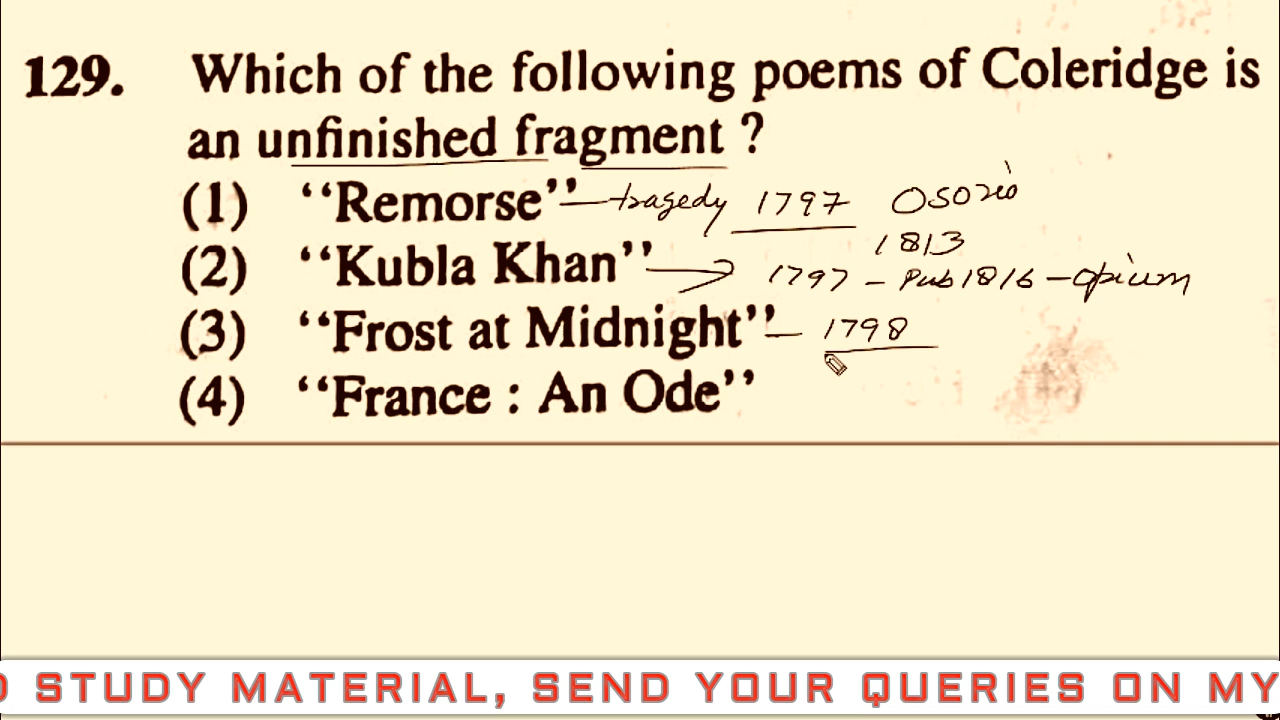 129. Which of the following poems of Coleridge is
an unfinished fragment ?
(1) ‘‘Remorse’’ — tragedy 1797 Osorio
1813
(2) ‘‘Kubla Khan’’ → 1797 – Pub 1816 – opium
(3) ‘‘Frost at Midnight’’ – 1798
(4) ‘‘France : An Ode’’
STUDY MATERIAL, SEND YOUR QUERIES ON MY